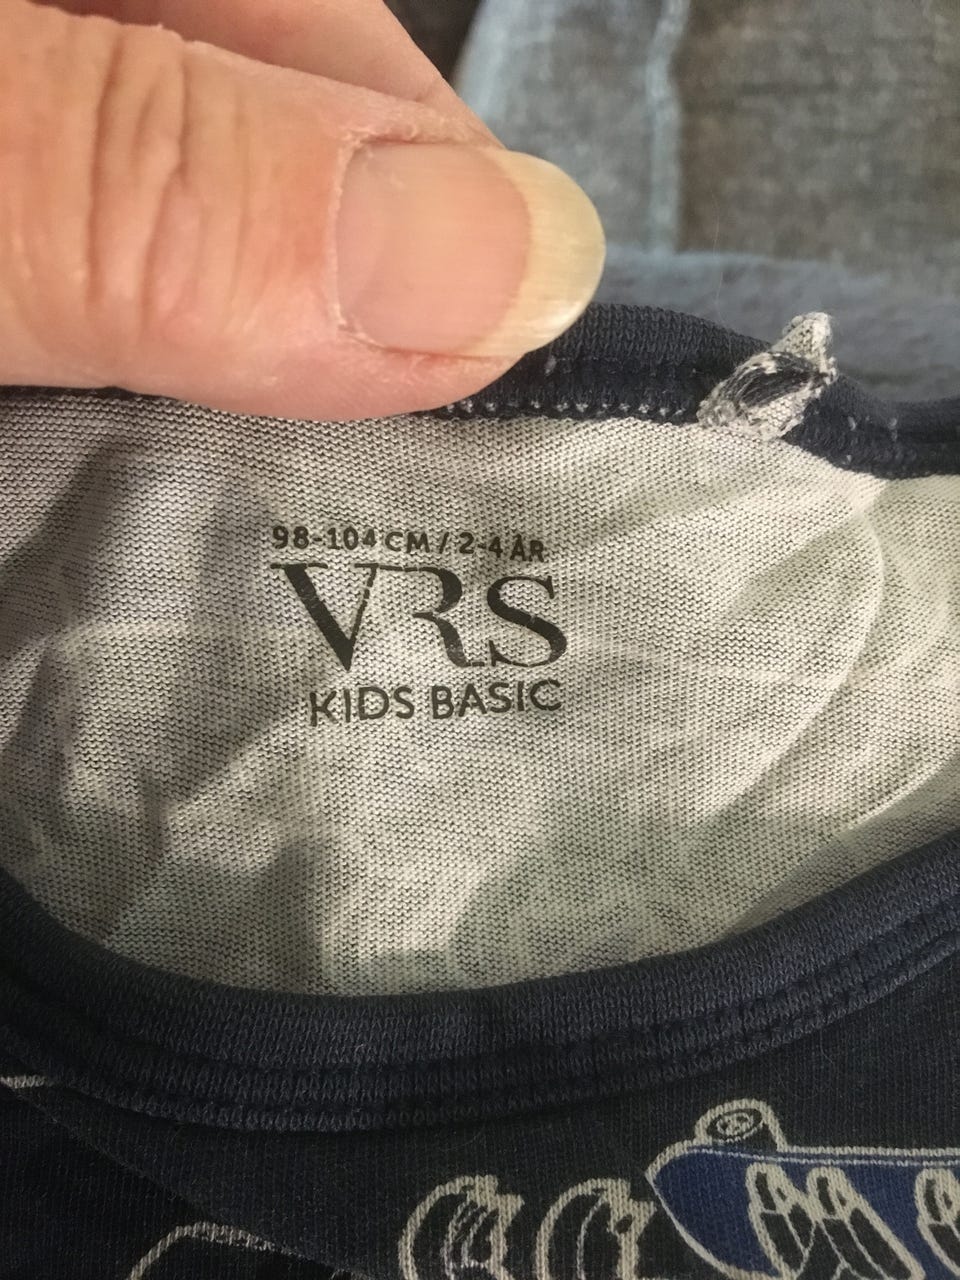 98-104 CM / 2-4 ÅR
VRS
KIDS BASIC